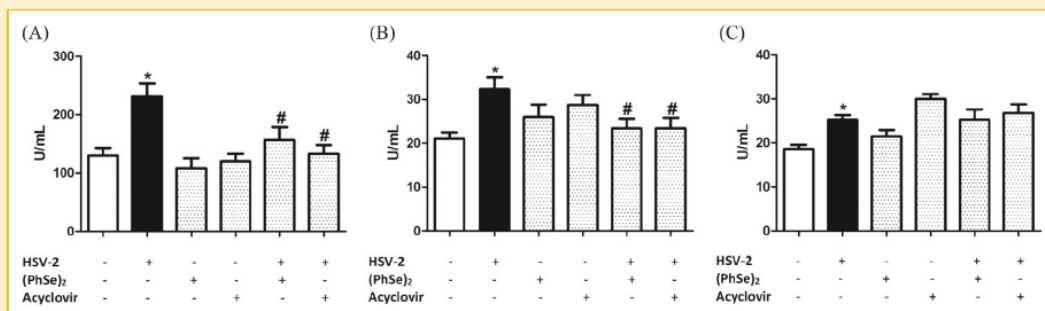 (A)
300
200
100
0
U/mL
*
#
#
HSV-2 - + - - + +
(PhSe)₂ - - + - + -
Acyclovir - - - + - +
(B)
40
30
20
10
0
U/mL
*
#
#
HSV-2 - + - - + +
(PhSe)₂ - - + - + -
Acyclovir - - - + - +
(C)
40
30
20
10
0
U/mL
*
HSV-2 - + - - + +
(PhSe)₂ - - + - + -
Acyclovir - - - + - +